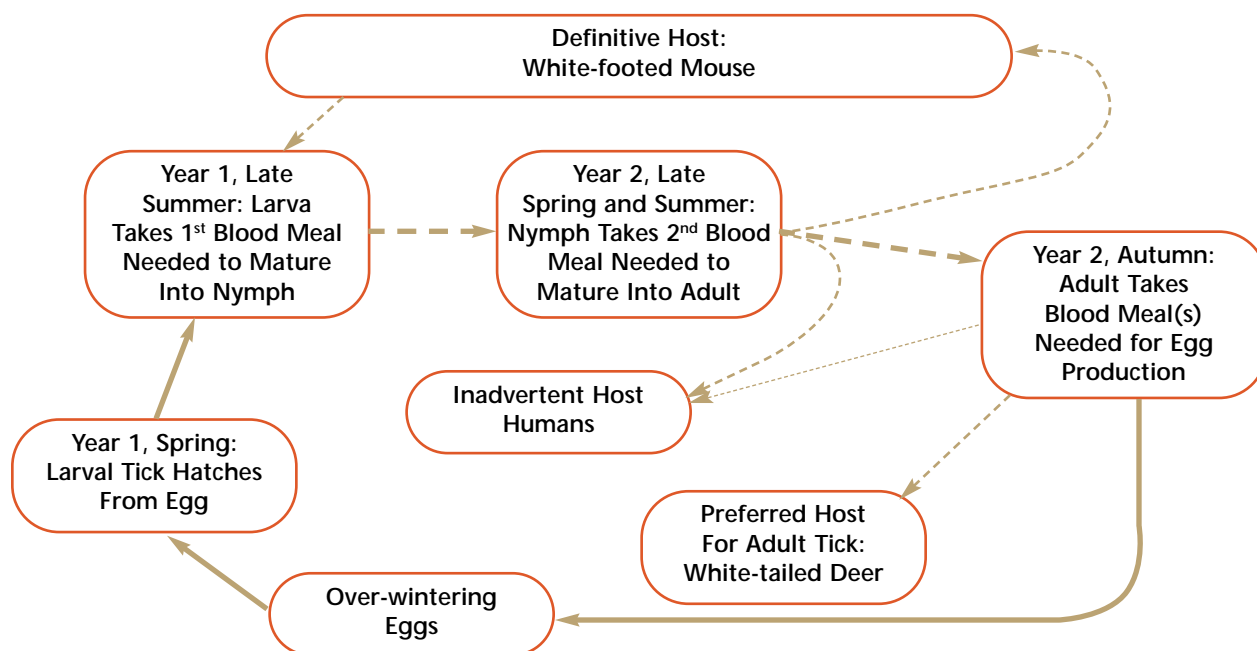 Definitive Host:
White-footed Mouse
Year 1, Late
Summer: Larva
Takes 1st Blood Meal
Needed to Mature
Into Nymph
Year 2, Late
Spring and Summer:
Nymph Takes 2nd Blood
Meal Needed to
Mature Into Adult
Year 2, Autumn:
Adult Takes
Blood Meal(s)
Needed for Egg
Production
Inadvertent Host
Humans
Year 1, Spring:
Larval Tick Hatches
From Egg
Preferred Host
For Adult Tick:
White-tailed Deer
Over-wintering
Eggs